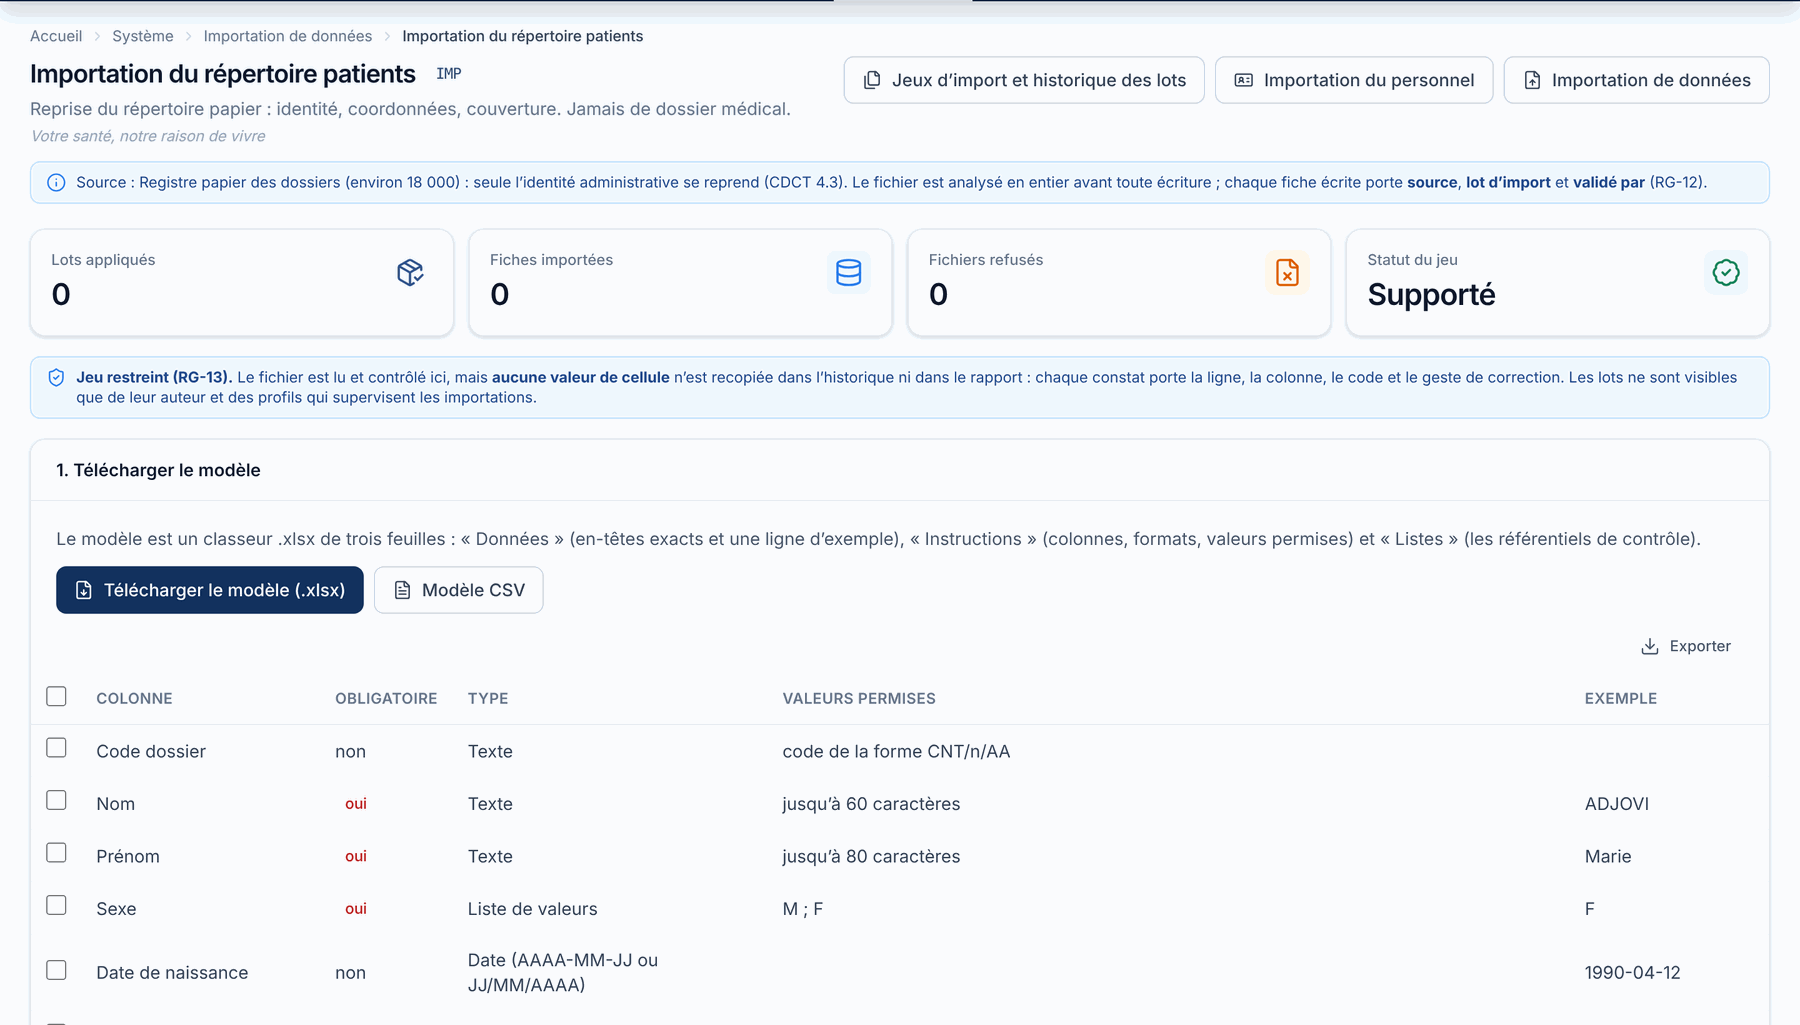 Accueil > Système > Importation de données > Importation du répertoire patients
Importation du répertoire patients IMP
Jeux d’import et historique des lots
Importation du personnel
Importation de données
Reprise du répertoire papier : identité, coordonnées, couverture. Jamais de dossier médical.
Votre santé, notre raison de vivre
Source : Registre papier des dossiers (environ 18 000) : seule l’identité administrative se reprend (CDCT 4.3). Le fichier est analysé en entier avant toute écriture ; chaque fiche écrite porte source, lot d’import et validé par (RG-12).
Lots appliqués
0
Fiches importées
0
Fichiers refusés
0
Statut du jeu
Supporté
Jeu restreint (RG-13). Le fichier est lu et contrôlé ici, mais aucune valeur de cellule n’est recopiée dans l’historique ni dans le rapport : chaque constat porte la ligne, la colonne, le code et le geste de correction. Les lots ne sont visibles
que de leur auteur et des profils qui supervisent les importations.
1. Télécharger le modèle
Le modèle est un classeur .xlsx de trois feuilles : « Données » (en-têtes exacts et une ligne d’exemple), « Instructions » (colonnes, formats, valeurs permises) et « Listes » (les référentiels de contrôle).
Télécharger le modèle (.xlsx)
Modèle CSV
Exporter
COLONNE OBLIGATOIRE TYPE VALEURS PERMISES EXEMPLE
Code dossier non Texte code de la forme CNT/n/AA
Nom oui Texte jusqu’à 60 caractères ADJOVI
Prénom oui Texte jusqu’à 80 caractères Marie
Sexe oui Liste de valeurs M ; F F
Date de naissance non Date (AAAA-MM-JJ ou 1990-04-12
JJ/MM/AAAA)